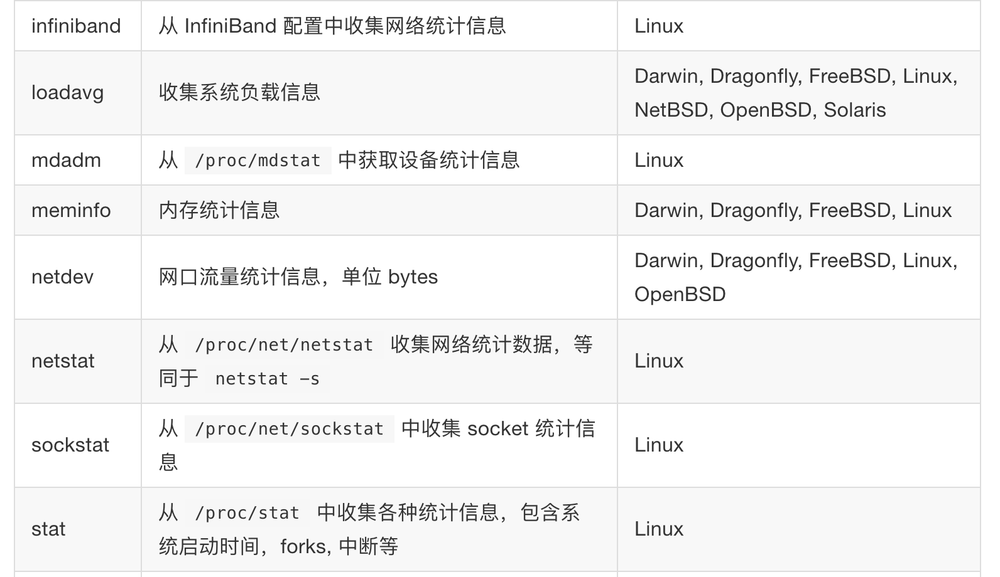 infiniband 从 InfiniBand 配置中收集网络统计信息 Linux
loadavg 收集系统负载信息 Darwin, Dragonfly, FreeBSD, Linux,
NetBSD, OpenBSD, Solaris
mdadm 从 /proc/mdstat 中获取设备统计信息 Linux
meminfo 内存统计信息 Darwin, Dragonfly, FreeBSD, Linux
netdev 网口流量统计信息，单位 bytes Darwin, Dragonfly, FreeBSD, Linux,
OpenBSD
netstat 从 /proc/net/netstat 收集网络统计数据，等
同于 netstat -s Linux
sockstat 从 /proc/net/sockstat 中收集 socket 统计信
息 Linux
stat 从 /proc/stat 中收集各种统计信息，包含系
统启动时间，forks, 中断等 Linux